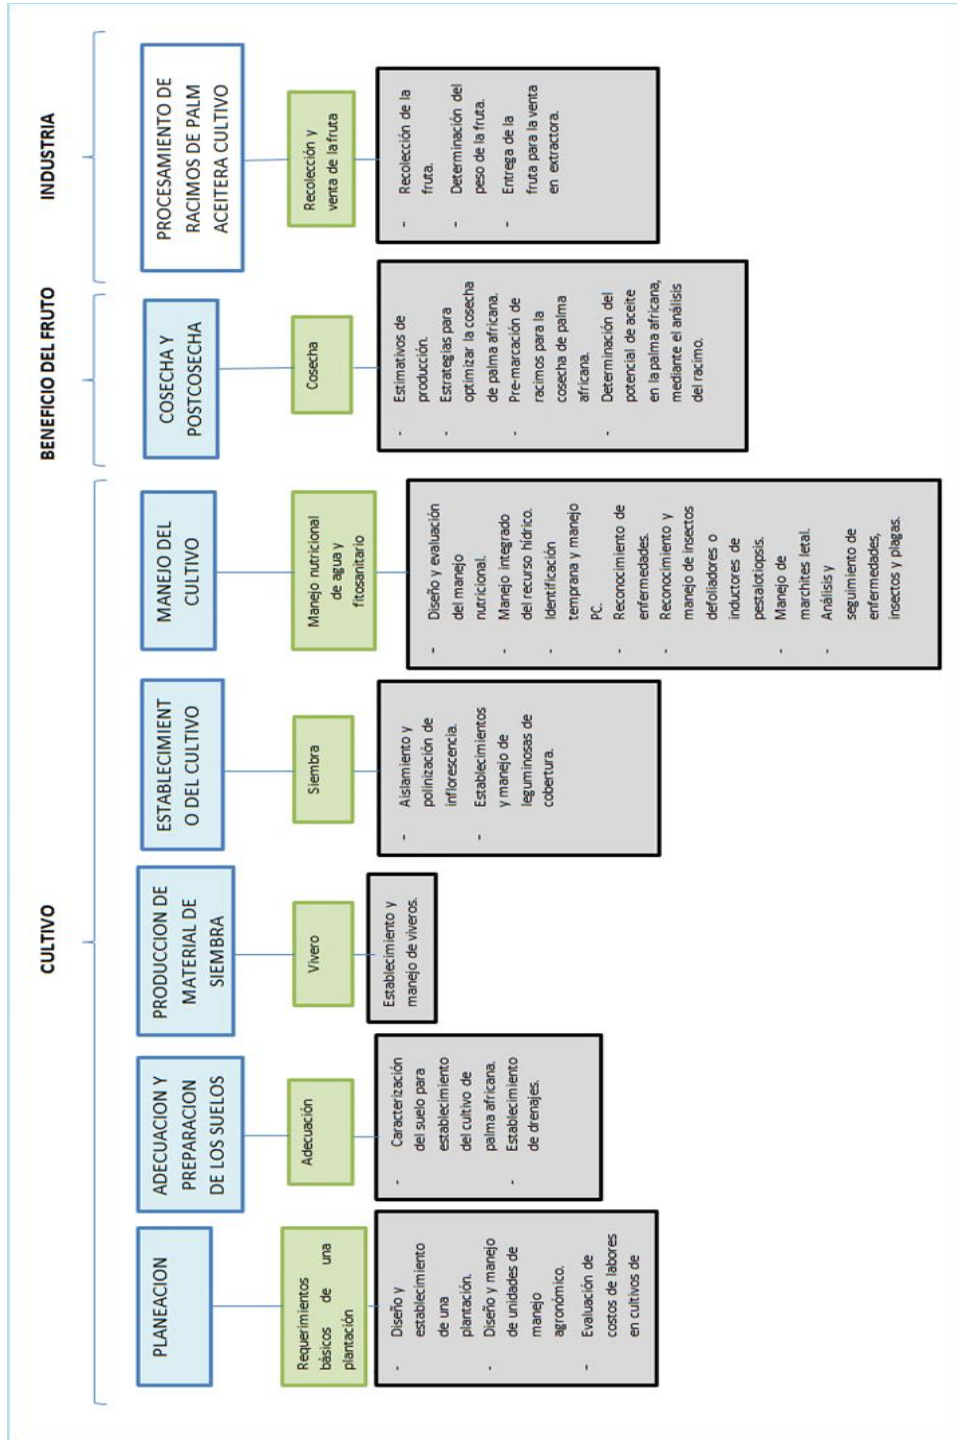 CULTIVO
BENEFICIO DEL FRUTO
INDUSTRIA
PLANEACION
Requerimientos
básicos de una
plantación
- Diseño y
establecimiento
de una
plantación.
- Diseño y manejo
de unidades de
manejo
agronómico.
- Evaluación de
costos de labores
en cultivos de
ADECUACION Y
PREPARACION
DE LOS SUELOS
Adecuación
- Caracterización
del suelo para
establecimiento
del cultivo de
palma africana.
- Establecimiento
de drenajes.
PRODUCCION DE
MATERIAL DE
SIEMBRA
Vivero
Establecimiento y
manejo de viveros.
ESTABLECIMIENT
O DEL CULTIVO
Siembra
- Aislamiento y
polinización de
inflorescencia.
- Establecimientos
y manejo de
leguminosas de
cobertura.
MANEJO DEL
CULTIVO
Manejo nutricional
de agua y
fitosanitario
- Diseño y evaluación
del manejo
nutricional.
- Manejo integrado
del recurso hídrico.
- Identificación
temprana y manejo
PC.
- Reconocimiento de
enfermedades.
- Reconocimiento y
manejo de insectos
defoliadores o
inductores de
pestalotiopsis.
- Manejo de
marchites letal.
- Análisis y
seguimiento de
enfermedades,
insectos y plagas.
COSECHA Y
POSTCOSECHA
Cosecha
- Estimativos de
producción.
- Estrategias para
optimizar la cosecha
de palma africana.
- Pre-marcación de
racimos para la
cosecha de palma
africana.
- Determinación del
potencial de aceite
en la palma africana,
mediante el análisis
del racimo.
PROCESAMIENTO DE
RACIMOS DE PALM
ACEITERA CULTIVO
Recolección y
venta de la fruta
- Recolección de la
fruta.
- Determinación del
peso de la fruta.
- Entrega de la
fruta para la venta
en extractora.